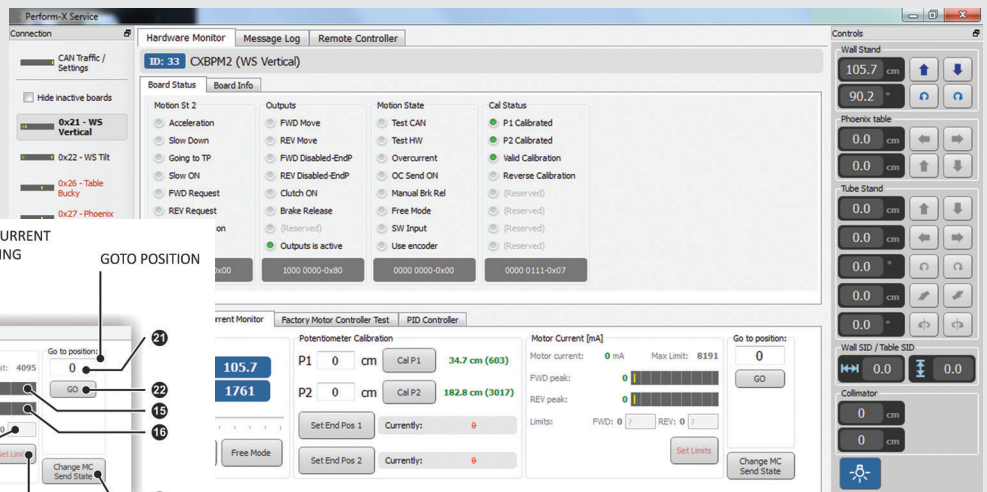 Perform-X Service
Connection
Hardware Monitor Message Log Remote Controller
Controls
CAN Traffic / Settings
Hide inactive boards
0x21 - WS Vertical
0x22 - WS Tilt
0x26 - Table Bucky
0x27 - Phoenix
ID: 33 CXBPM2 (WS Vertical)
Board Status Board Info
Motion St 2 Outputs Motion State Cal Status
Acceleration FWD Move Test CAN P1 Calibrated
Slow Down REV Move Test HW P2 Calibrated
Going to TP FWD Disabled-EndP Overcurrent Valid Calibration
Slow ON REV Disabled-EndP OC Send ON Reverse Calibration
FWD Request Clutch ON Manual Brk Rel (Reserved)
REV Request Brake Release Free Mode (Reserved)
on (Reserved) SW Input (Reserved)
Outputs is active Use encoder (Reserved)
0x00 1000 0000-0x80 0000 0000-0x00 0000 0111-0x07
URRENT
NG
GOTO POSITION
it: 4095
Go to position:
0
GO
0
Set Limits
Change MC
Send State
21
22
15
16
rrent Monitor Factory Motor Controller Test PID Controller
105.7
1761
Free Mode
Potentiometer Calibration
P1 0 cm Cal P1 34.7 cm (603)
P2 0 cm Cal P2 182.8 cm (3017)
Set End Pos 1 Currently: 0
Set End Pos 2 Currently: 0
Motor Current [mA]
Motor current: 0 mA Max Limit: 8191
FWD peak: 0
REV peak: 0
Limits: FWD: 0 ? REV: 0 ?
Set Limits
Go to position:
0
GO
Change MC
Send State
Wall Stand
105.7 cm
90.2 °
Phoenix table
0.0 cm
0.0 cm
Tube Stand
0.0 cm
0.0 cm
0.0 °
0.0 cm
0.0 °
Wall SID / Table SID
0.0 0.0
Collimator
0 cm
0 cm